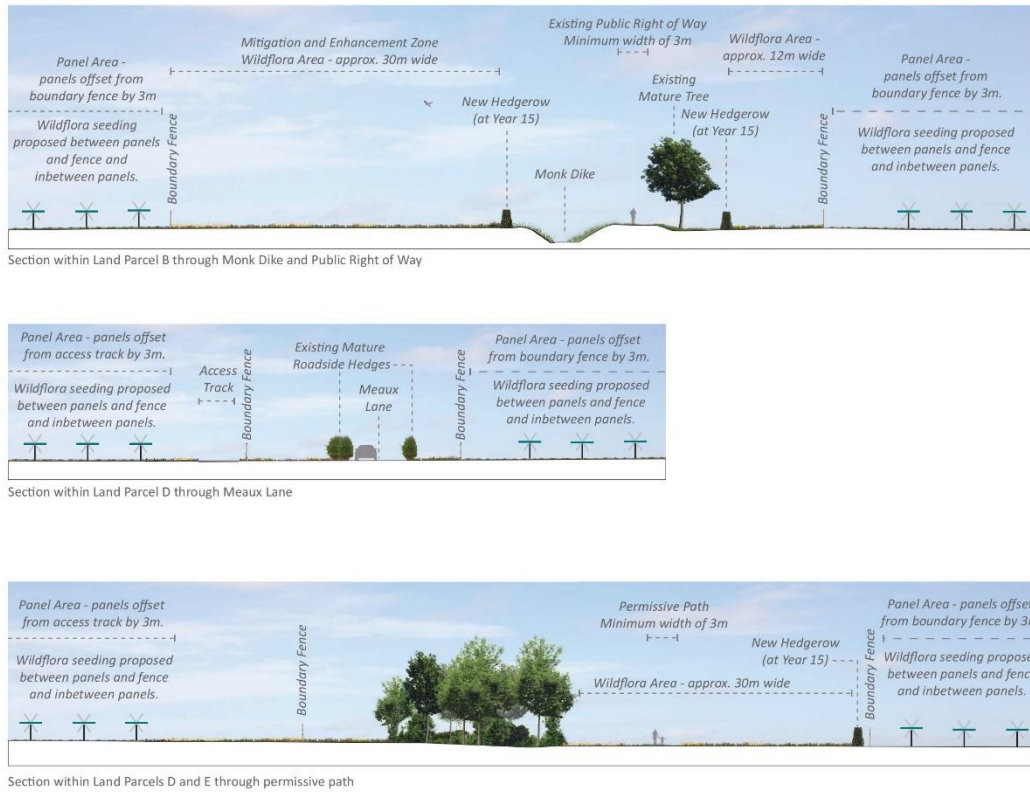 Panel Area -
panels offset from
boundary fence by 3m
Wildflora seeding
proposed between panels
and fence and
inbetween panels.
Boundary Fence
Mitigation and Enhancement Zone
Wildflora Area - approx. 30m wide
New Hedgerow
(at Year 15)
Monk Dike
Existing Public Right of Way
Minimum width of 3m
Existing
Mature Tree
New Hedgerow
(at Year 15)
Wildflora Area -
approx. 12m wide
Boundary Fence
Panel Area -
panels offset from
boundary fence by 3m.
Wildflora seeding proposed
between panels and fence
and inbetween panels.
Section within Land Parcel B through Monk Dike and Public Right of Way
Panel Area - panels offset
from access track by 3m.
Wildflora seeding proposed
between panels and fence
and inbetween panels.
Access
Track
Boundary Fence
Existing Mature
Roadside Hedges
Meaux
Lane
Boundary Fence
Panel Area - panels offset
from boundary fence by 3m.
Wildflora seeding proposed
between panels and fence
and inbetween panels.
Section within Land Parcel D through Meaux Lane
Panel Area - panels offset
from access track by 3m.
Wildflora seeding proposed
between panels and fence
and inbetween panels.
Boundary Fence
Permissive Path
Minimum width of 3m
New Hedgerow
(at Year 15)
Wildflora Area - approx. 30m wide
Boundary Fence
Panel Area - panels offset
from boundary fence by 3m
Wildflora seeding propose
between panels and fence
and inbetween panels.
Section within Land Parcels D and E through permissive path